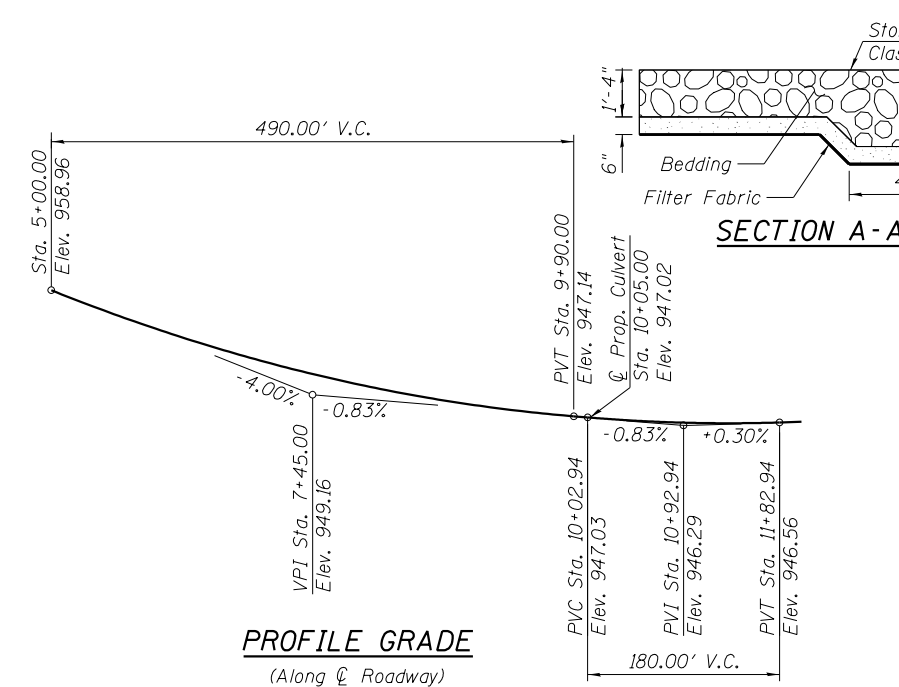 Sto
Clas
1'-4"
6"
Bedding
Filter Fabric
4
SECTION A-A
490.00' V.C.
Sta. 5+00.00
Elev. 958.96
PVT Sta. 9+90.00
Elev. 947.14
℄ Prop. Culvert
Sta. 10+05.00
Elev. 947.02
-4.00%
-0.83%
VPI Sta. 7+45.00
Elev. 949.16
-0.83%
+0.30%
PVC Sta. 10+02.94
Elev. 947.03
PVI Sta. 10+92.94
Elev. 946.29
PVT Sta. 11+82.94
Elev. 946.56
180.00' V.C.
PROFILE GRADE
(Along ℄ Roadway)